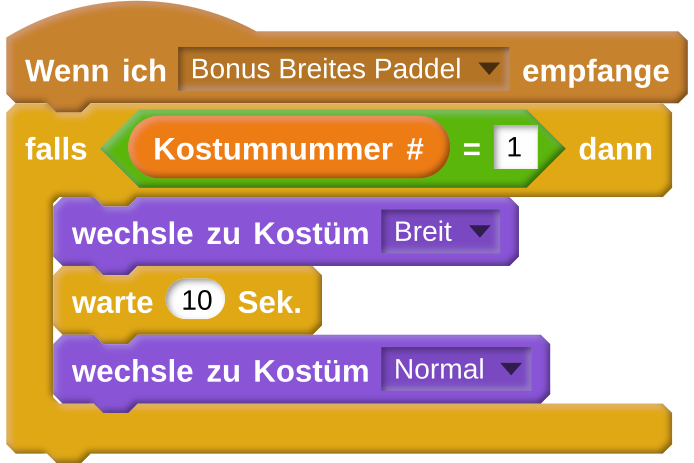 Wenn ich Bonus Breites Paddel empfange
falls Kostumnummer # = 1 dann
wechsle zu Kostüm Breit
warte 10 Sek.
wechsle zu Kostüm Normal